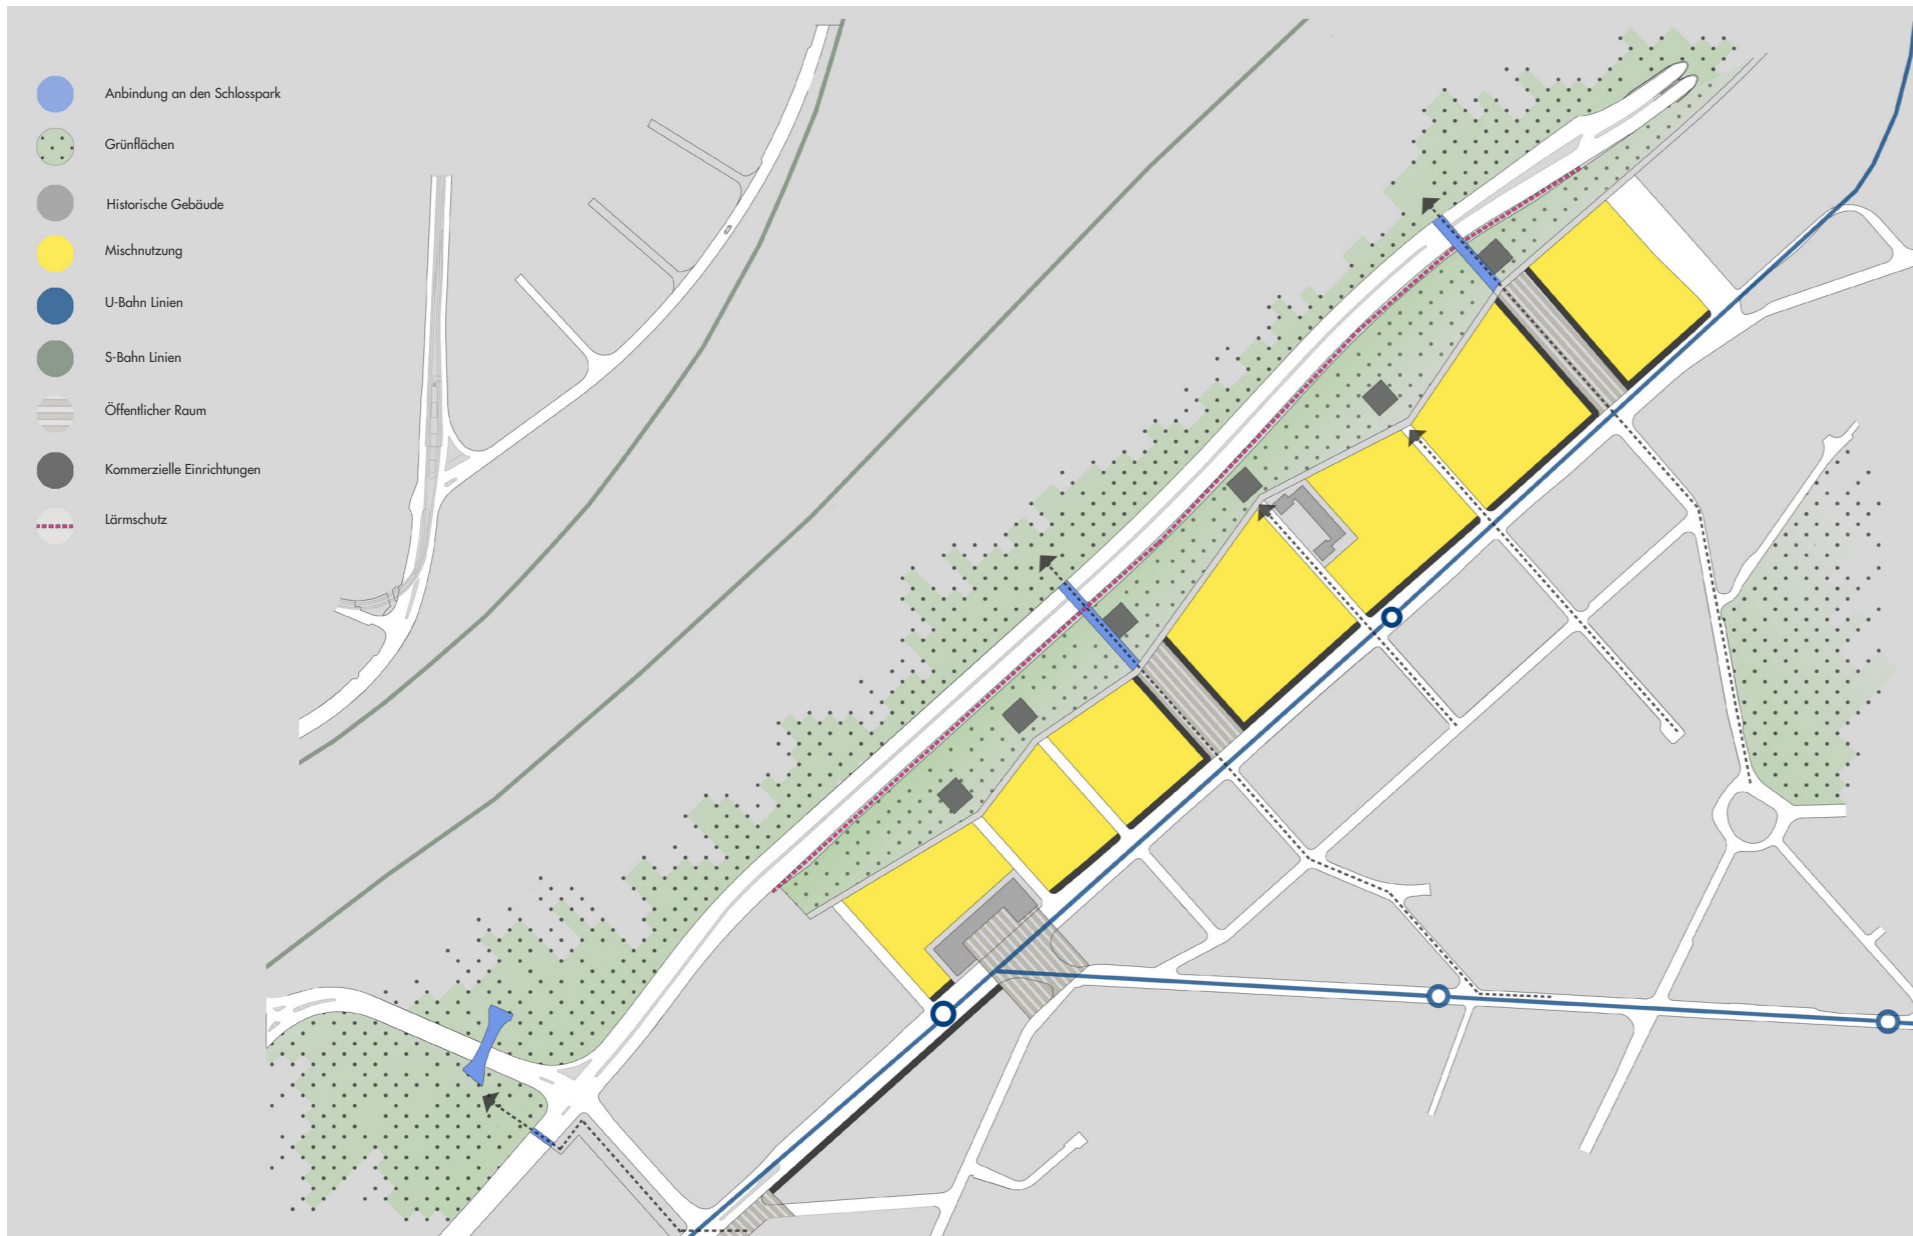 Anbindung an den Schlosspark
Grünflächen
Historische Gebäude
Mischnutzung
U-Bahn Linien
S-Bahn Linien
Öffentlicher Raum
Kommerzielle Einrichtungen
Lärmschutz